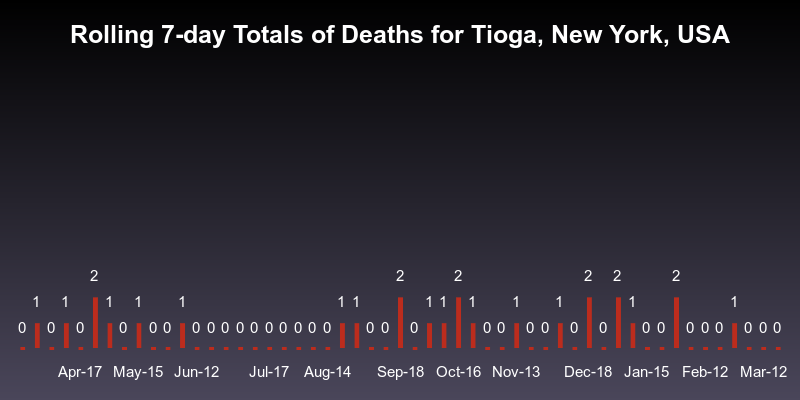 Rolling 7-day Totals of Deaths for Tioga, New York, USA
2 2 2 2 2 2
1 1 1 1 1 1 1 1 1 1 1 1 1 1
0 0 0 0 0 0 0 0 0 0 0 0 0 0 0 0 0 0 0 0 0 0 0 0 0 0 0 0 0 0 0 0 0
Apr-17 May-15 Jun-12 Jul-17 Aug-14 Sep-18 Oct-16 Nov-13 Dec-18 Jan-15 Feb-12 Mar-12